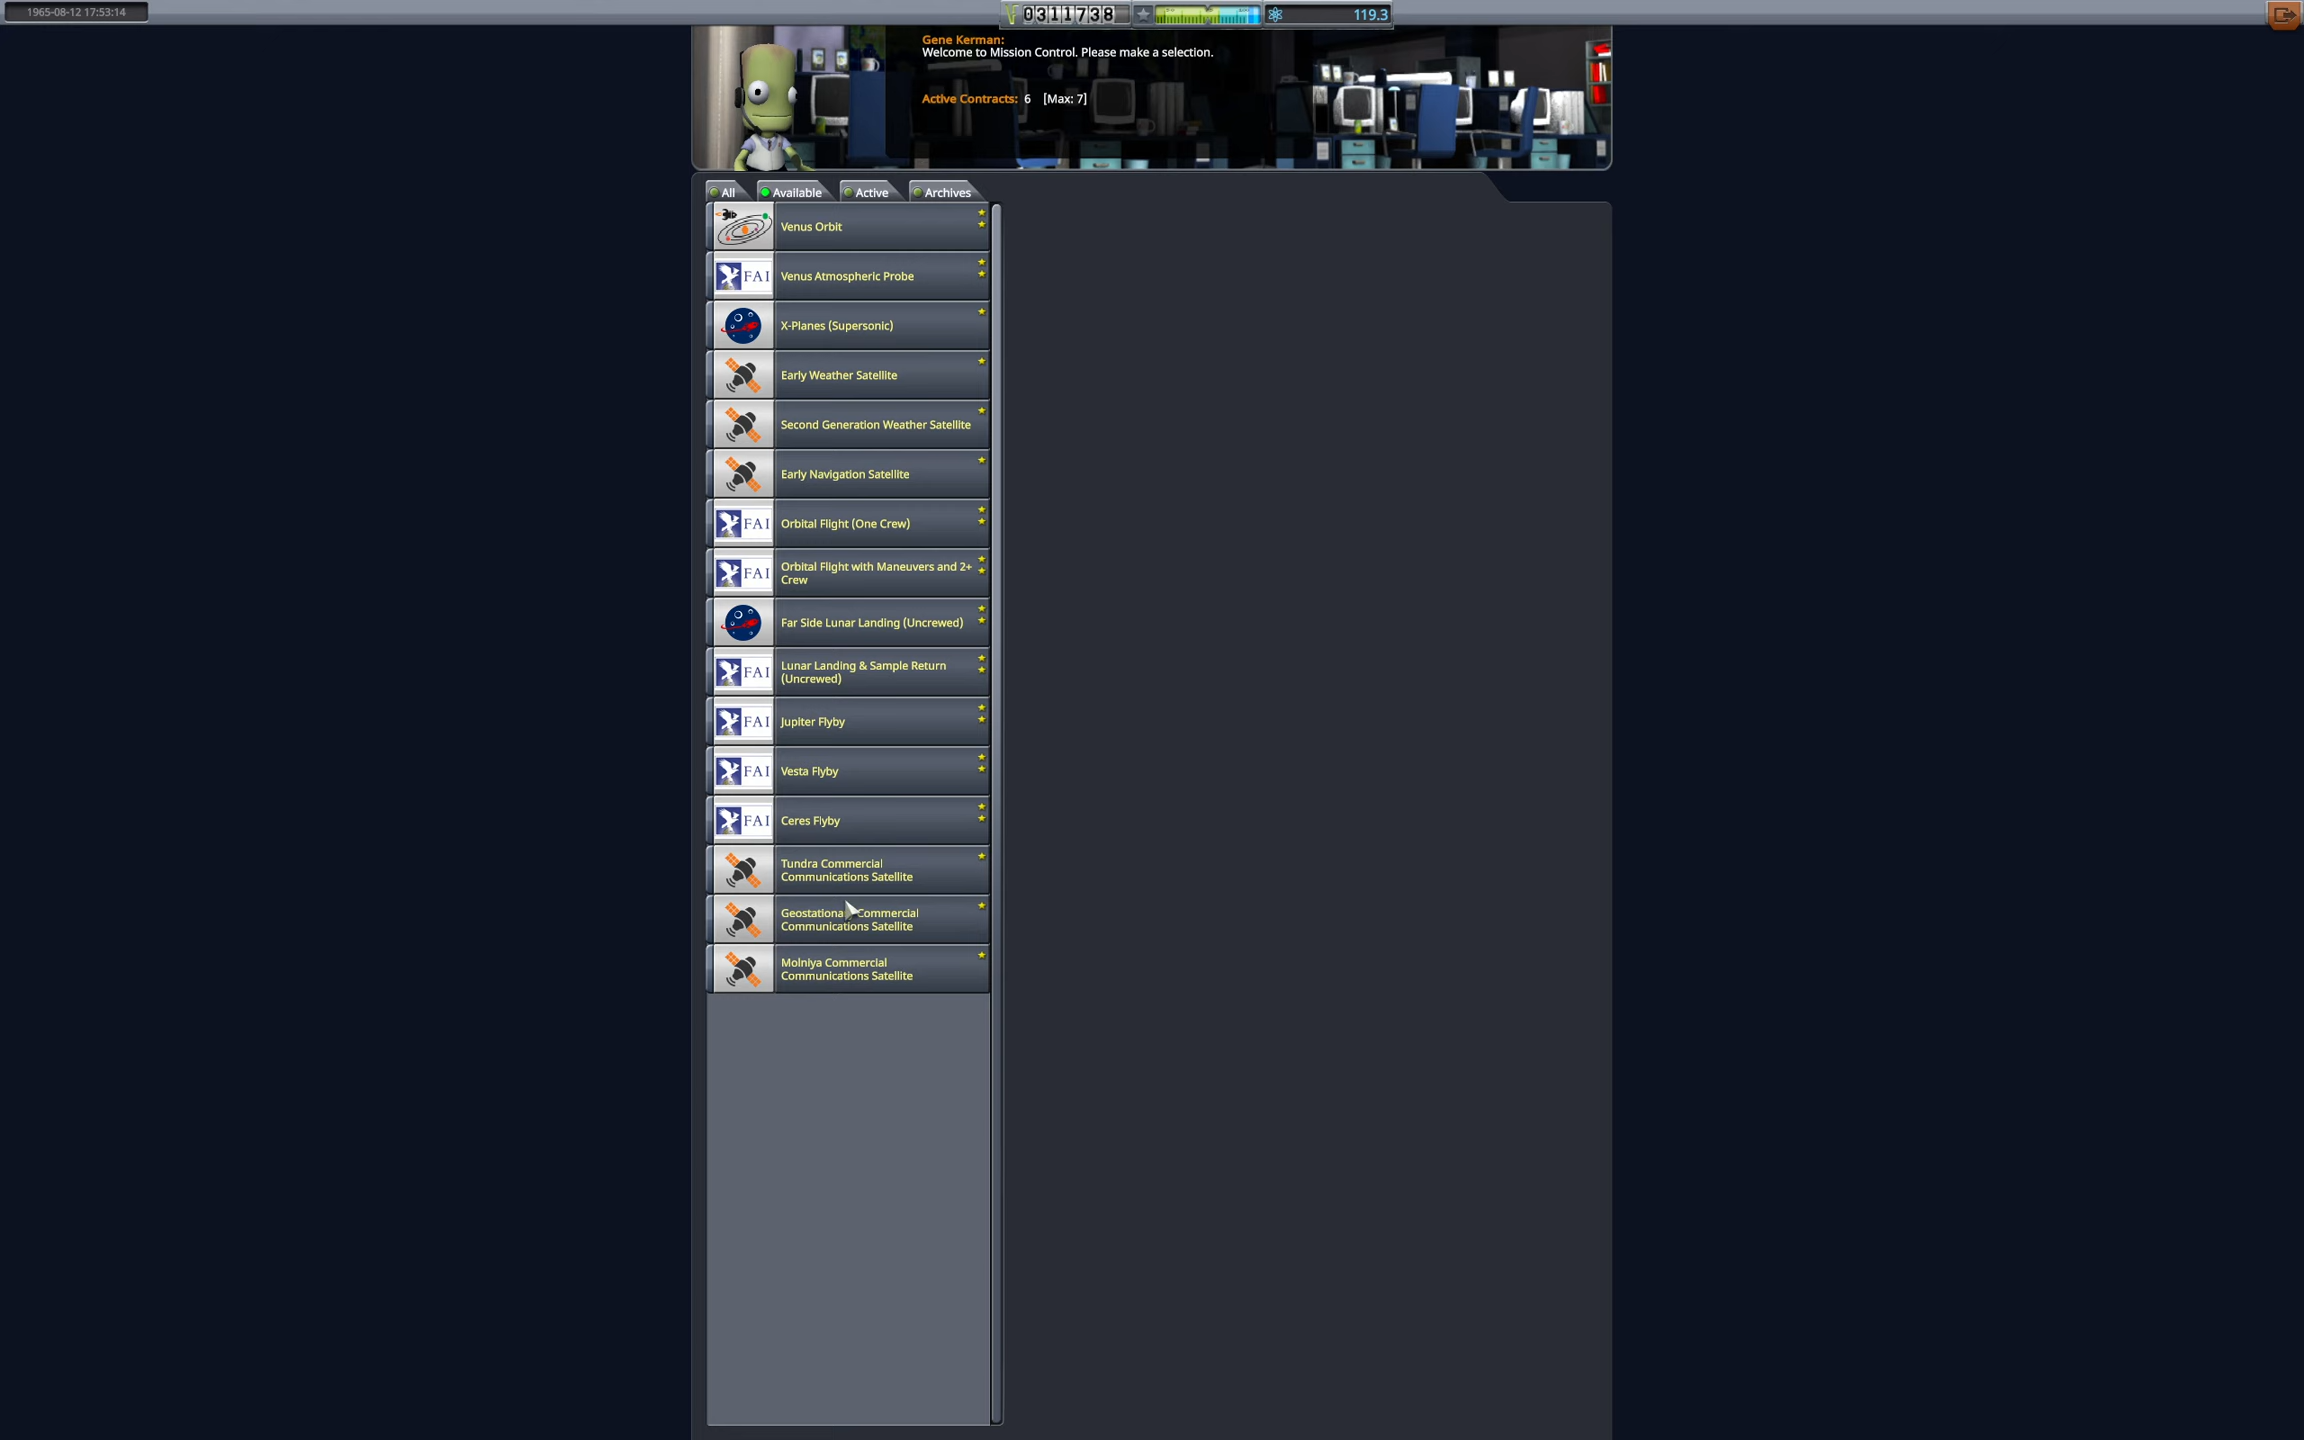 1965-08-12 17:53:14
0311738
119.3
Gene Kerman:
Welcome to Mission Control. Please make a selection.
Active Contracts: 6 [Max: 7]
All
Available
Active
Archives
Venus Orbit
FAI
Venus Atmospheric Probe
X-Planes (Supersonic)
Early Weather Satellite
Second Generation Weather Satellite
Early Navigation Satellite
FAI
Orbital Flight (One Crew)
FAI
Orbital Flight with Maneuvers and 2+
Crew
Far Side Lunar Landing (Uncrewed)
FAI
Lunar Landing & Sample Return
(Uncrewed)
FAI
Jupiter Flyby
FAI
Vesta Flyby
FAI
Ceres Flyby
Tundra Commercial
Communications Satellite
Commercial
Communications Satellite
Molniya Commercial
Communications Satellite